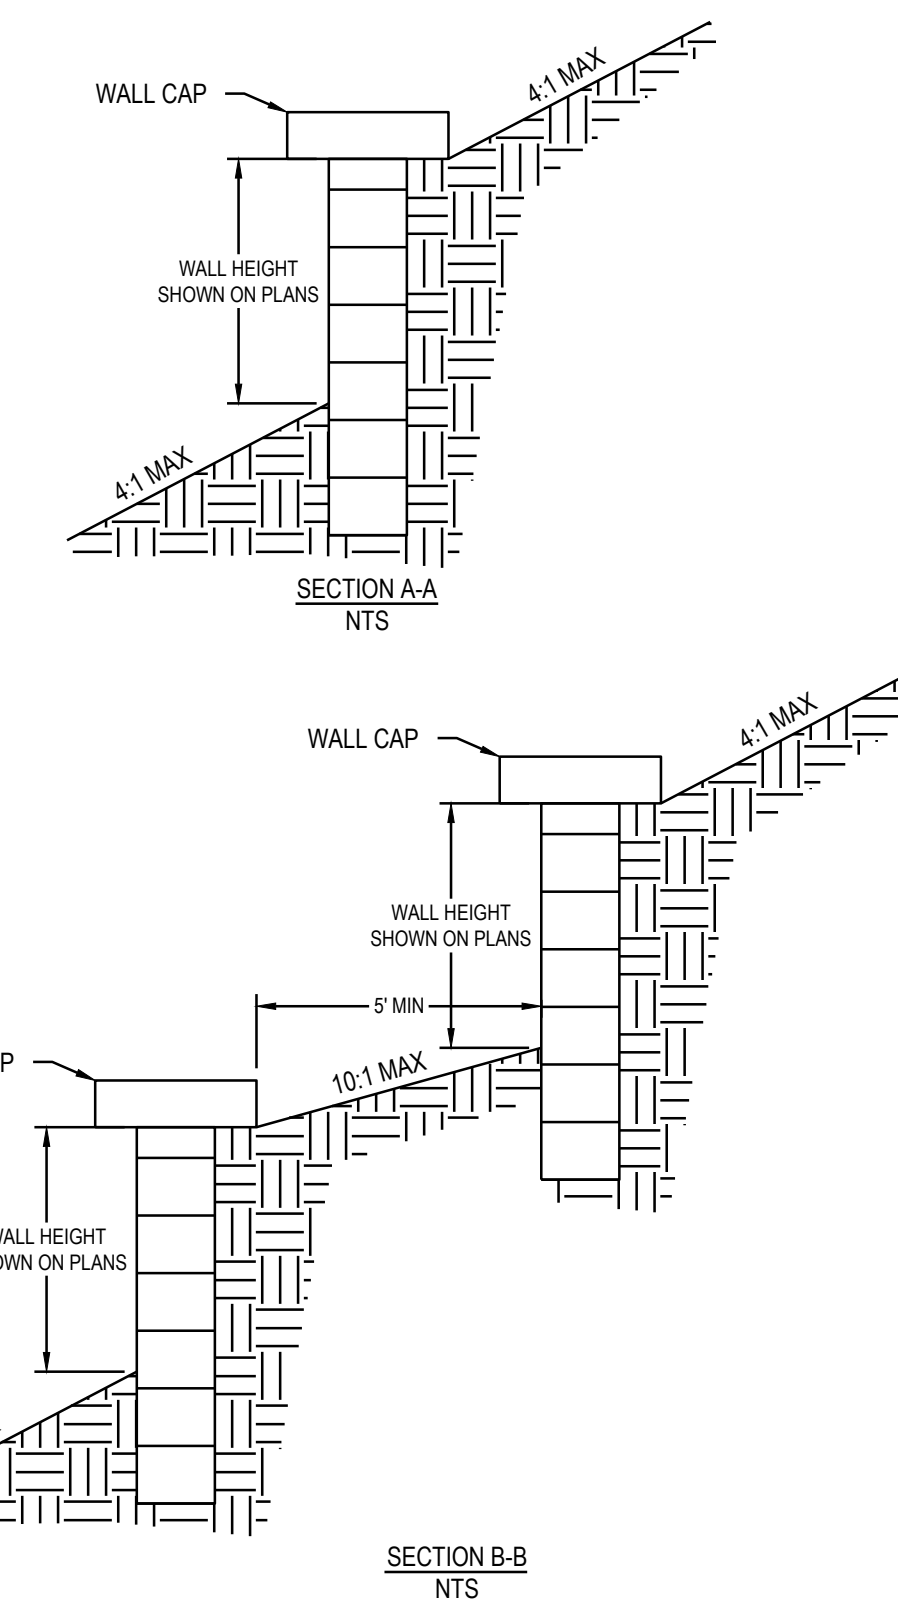 4:1 MAX
WALL CAP
WALL HEIGHT
SHOWN ON PLANS
4:1 MAX
SECTION A-A
NTS
4:1 MAX
WALL CAP
WALL HEIGHT
SHOWN ON PLANS
5' MIN
10:1 MAX
P
WALL HEIGHT
OWN ON PLANS
SECTION B-B
NTS